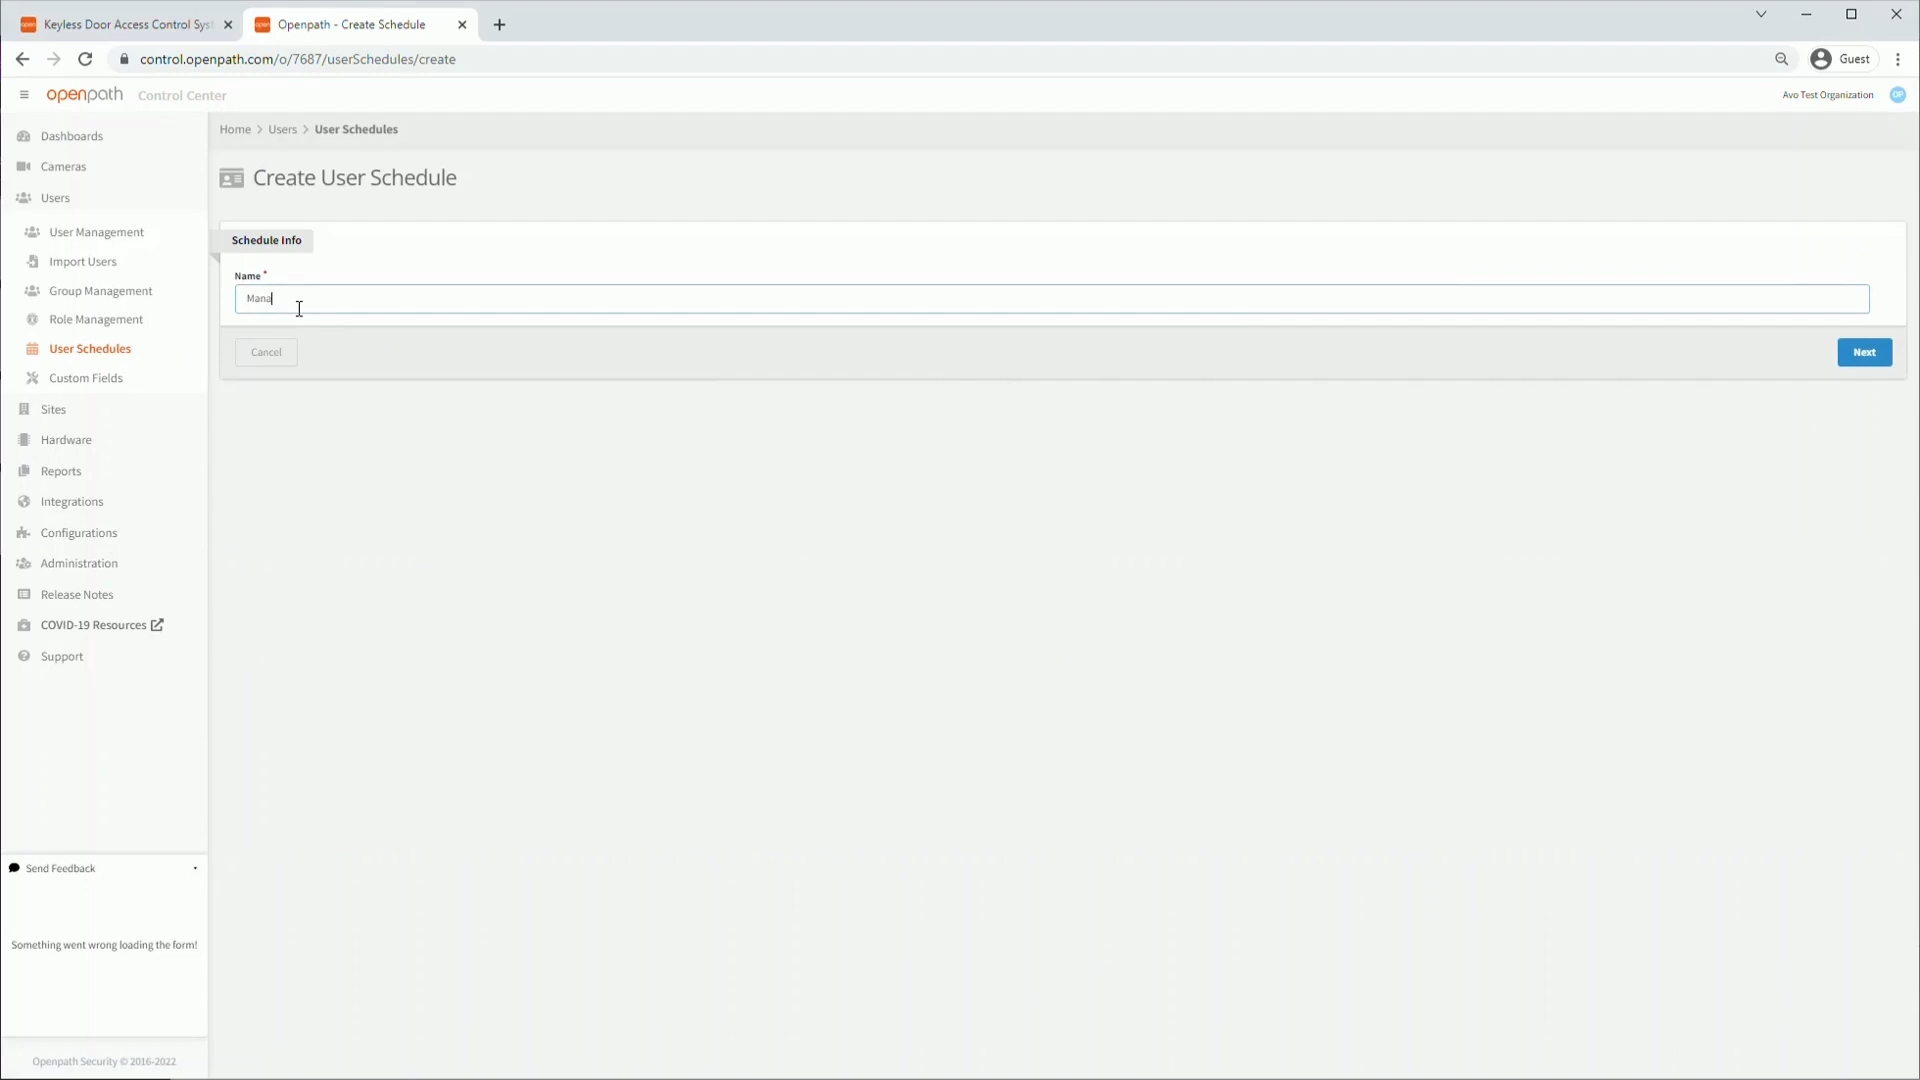 Keyless Door Access Control Sys
Openpath - Create Schedule
control.openpath.com/o/7687/userSchedules/create
Guest
openpath Control Center
Avo Test Organization
OP
Dashboards
Cameras
Users
User Management
Import Users
Group Management
Role Management
User Schedules
Custom Fields
Sites
Hardware
Reports
Integrations
Configurations
Administration
Release Notes
COVID-19 Resources
Support
Send Feedback
Something went wrong loading the form!
Openpath Security © 2016-2022
Home > Users > User Schedules
Create User Schedule
Schedule Info
Name *
Mana
Cancel
Next